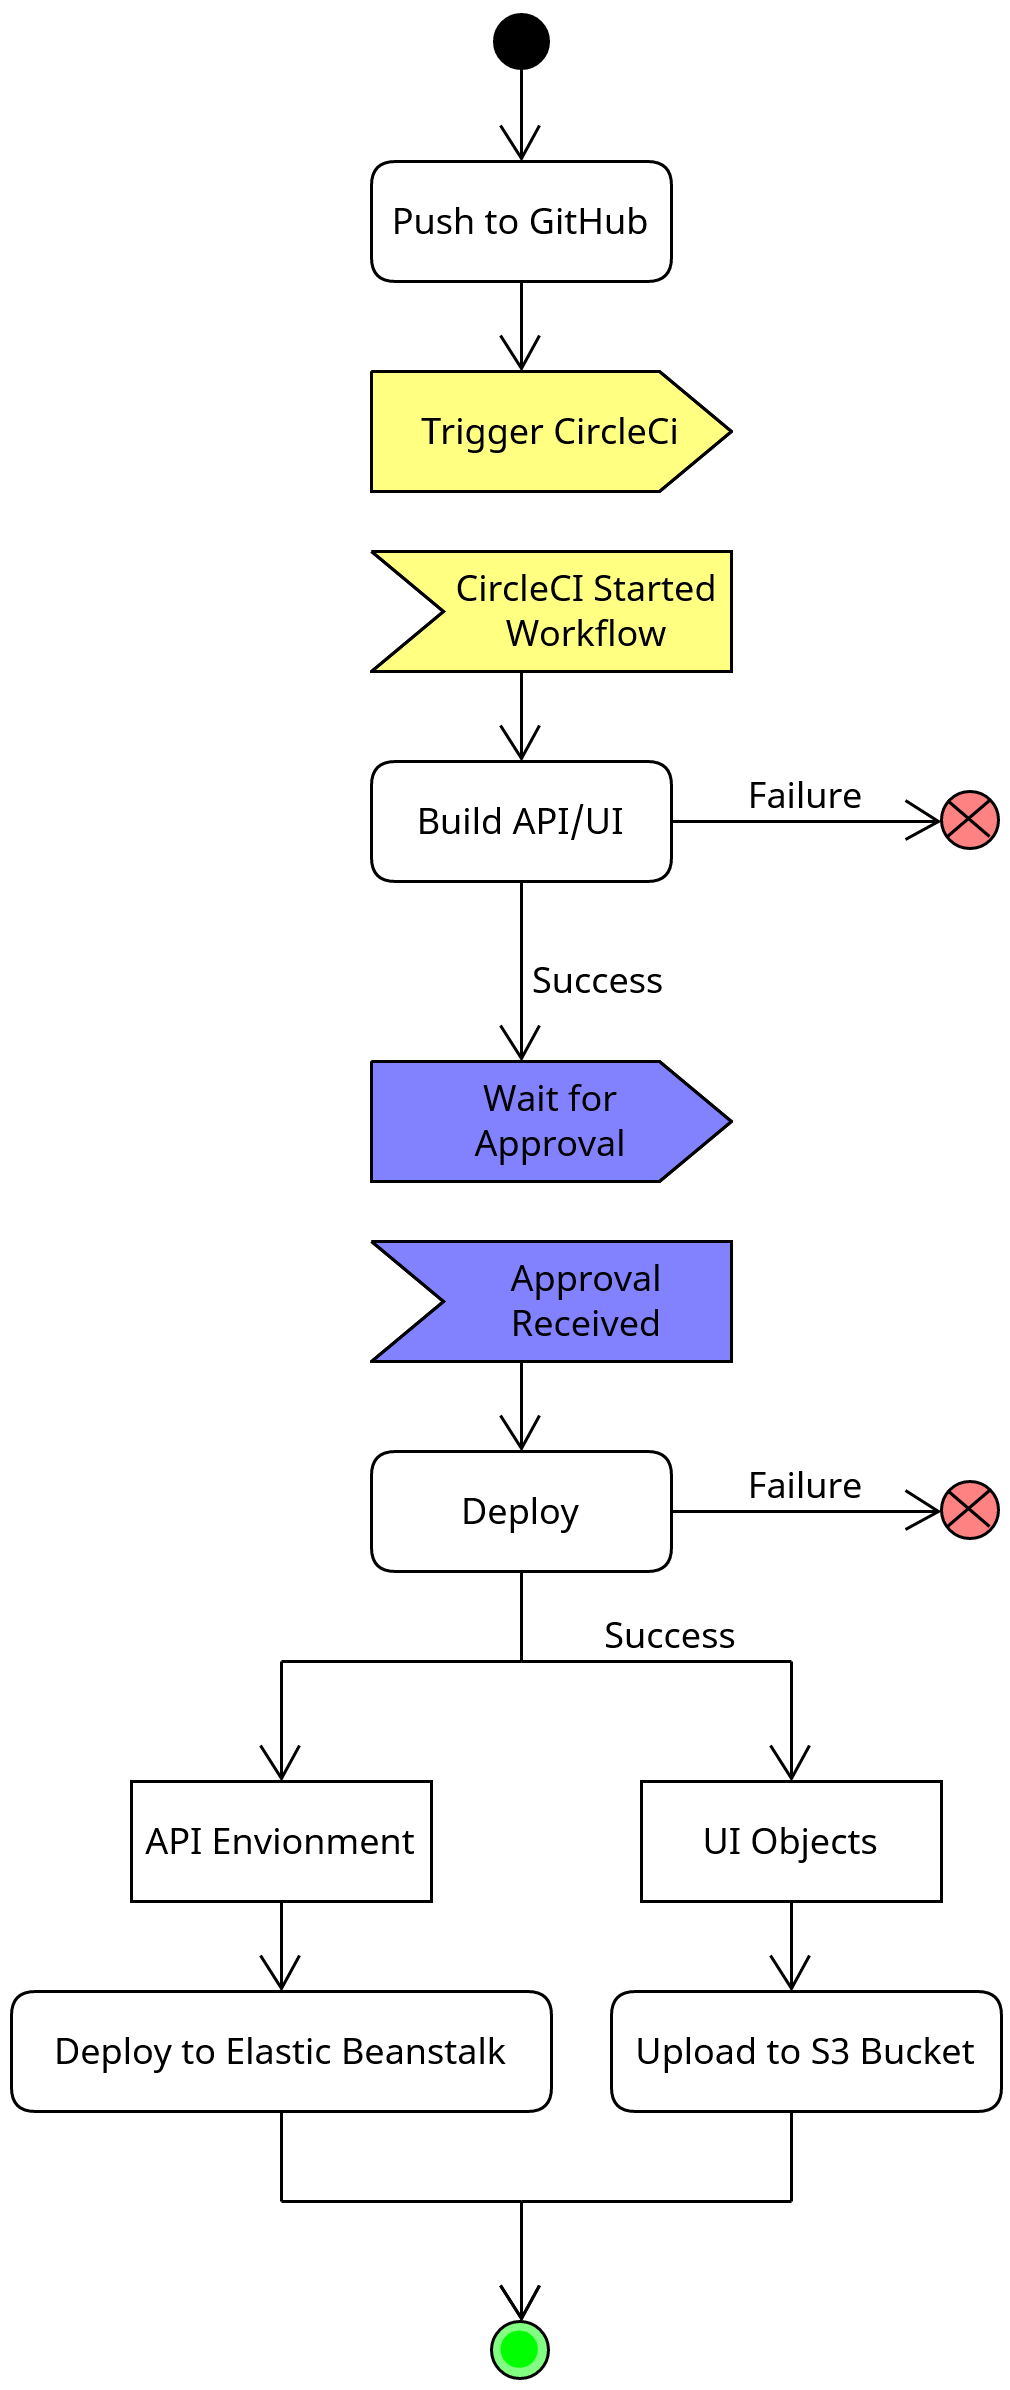 Push to GitHub
Trigger CircleCi
CircleCI Started
Workflow
Build API/UI
Failure
Success
Wait for
Approval
Approval
Received
Deploy
Failure
Success
API Envionment
UI Objects
Deploy to Elastic Beanstalk
Upload to S3 Bucket